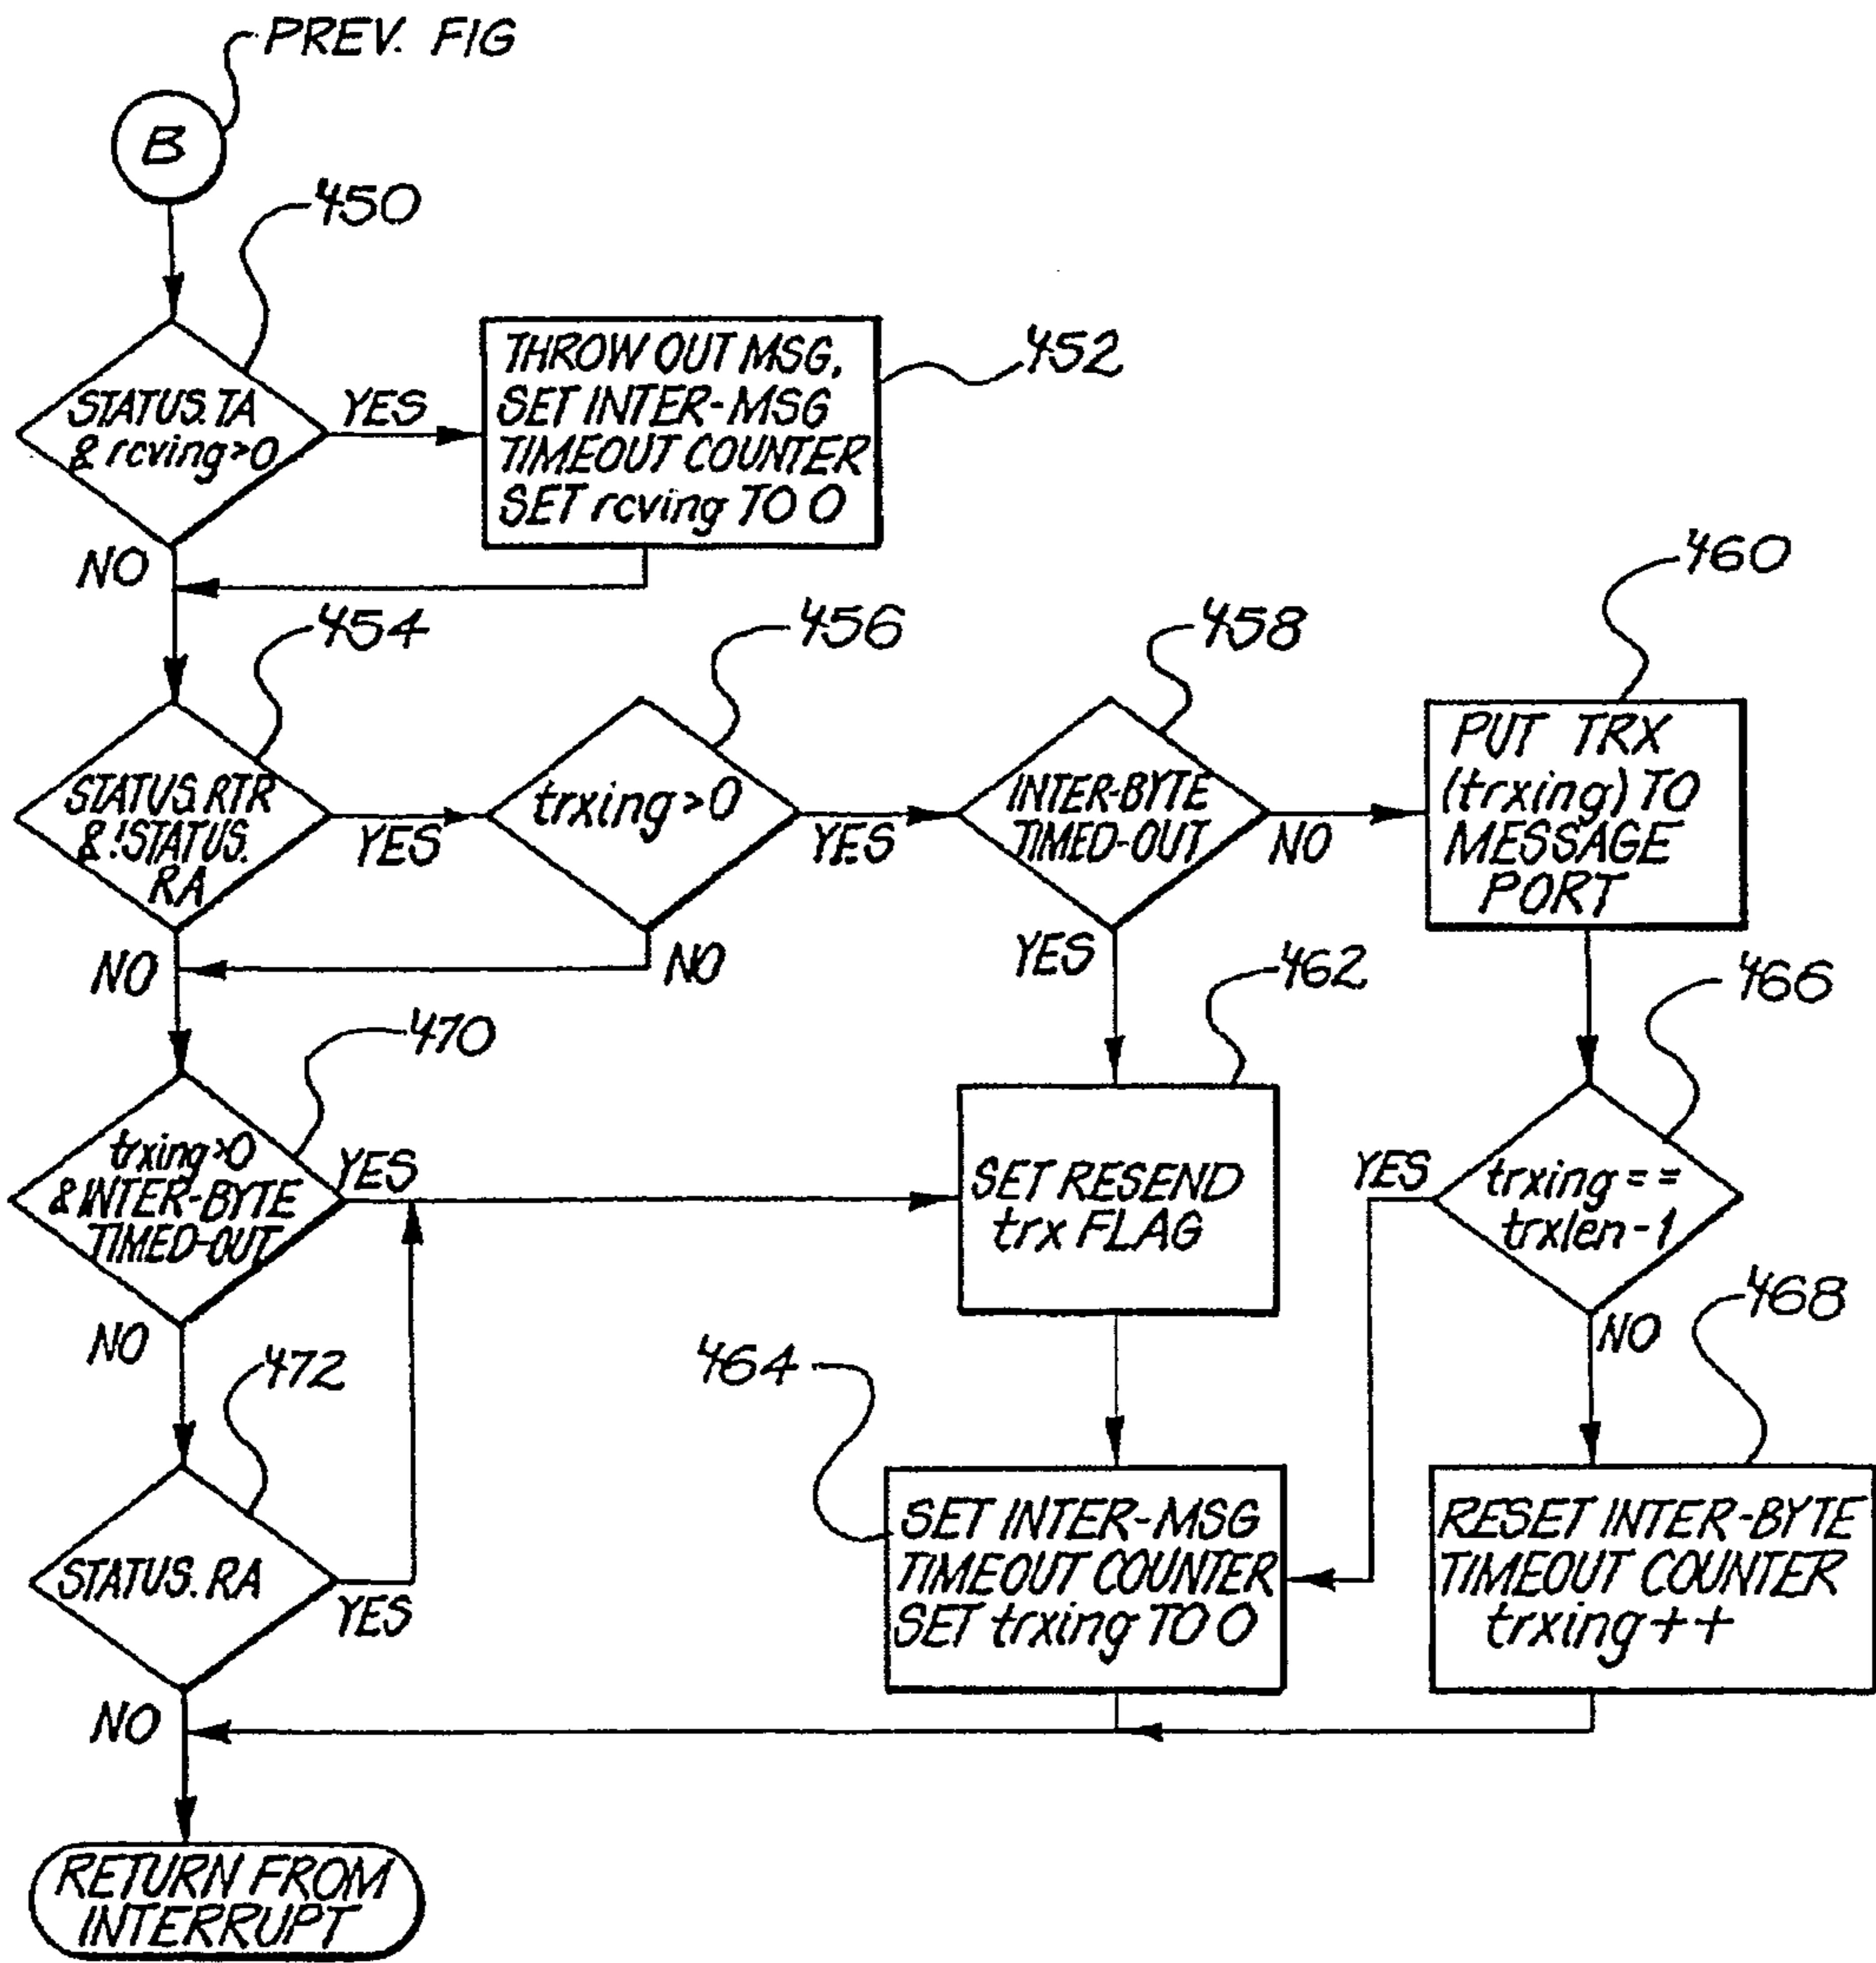 PREV. FIG
B
450
STATUS.TA
& rcving>0
YES
NO
THROW OUT MSG,
SET INTER-MSG
TIMEOUT COUNTER
SET rcving TO 0
452
454
STATUS.RTR
& !STATUS.
RA
YES
NO
456
trxing>0
YES
NO
458
INTER-BYTE
TIMED-OUT
NO
YES
460
PUT TRX
(trxing) TO
MESSAGE
PORT
462
SET RESEND
trx FLAG
466
trxing==
trxlen-1
YES
NO
470
trxing>0
& INTER-BYTE
TIMED-OUT
YES
NO
464
SET INTER-MSG
TIMEOUT COUNTER
SET trxing TO 0
468
RESET INTER-BYTE
TIMEOUT COUNTER
trxing++
472
STATUS.RA
YES
NO
RETURN FROM
INTERRUPT